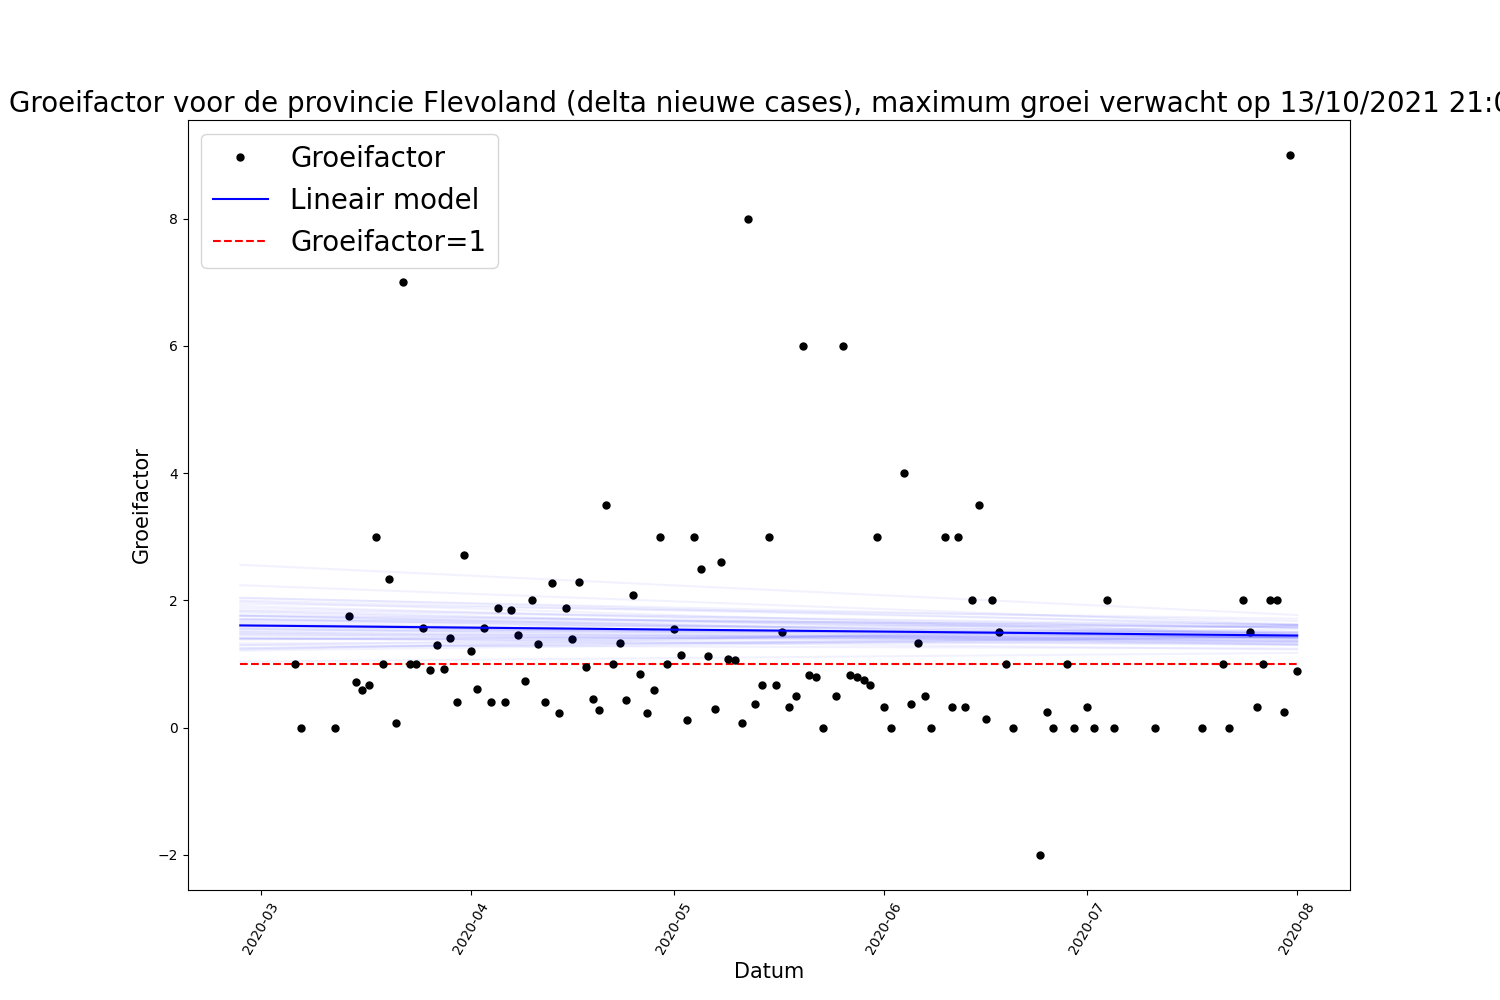 Groeifactor voor de provincie Flevoland (delta nieuwe cases), maximum groei verwacht op 13/10/2021 21:0
Groeifactor
Lineair model
Groeifactor=1
Groeifactor
8
6
4
2
0
−2
2020-03
2020-04
2020-05
2020-06
2020-07
2020-08
Datum